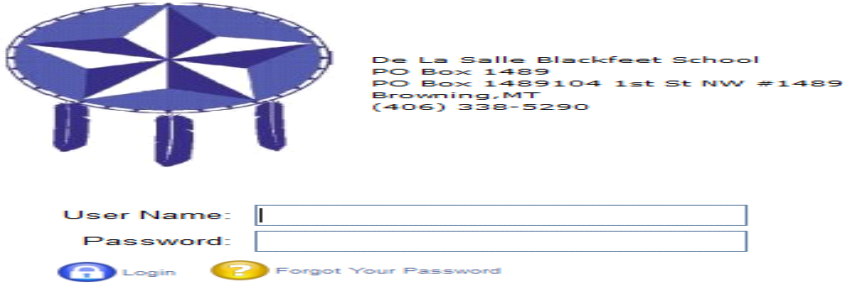 De La Salle Blackfeet School
PO Box 1489
PO Box 1489104 1st St NW #1489
Browning,MT
(406) 338-5290
User Name:
Password:
Login
? Forgot Your Password